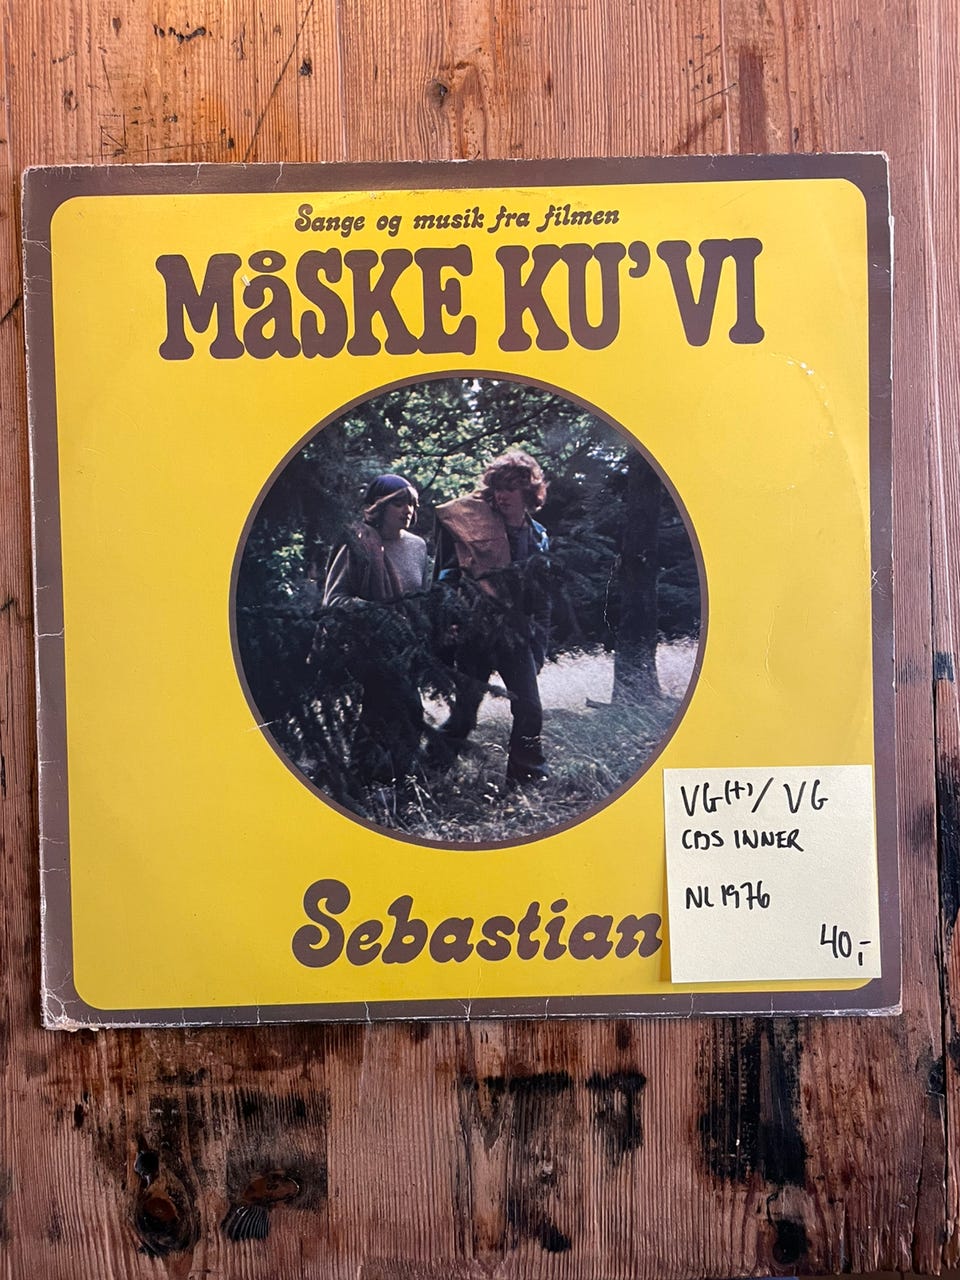 Sange og musik fra filmen
MåSKE KU'VI
Sebastian
VG(+)/ VG
CBS INNER
NL 1976
40,-